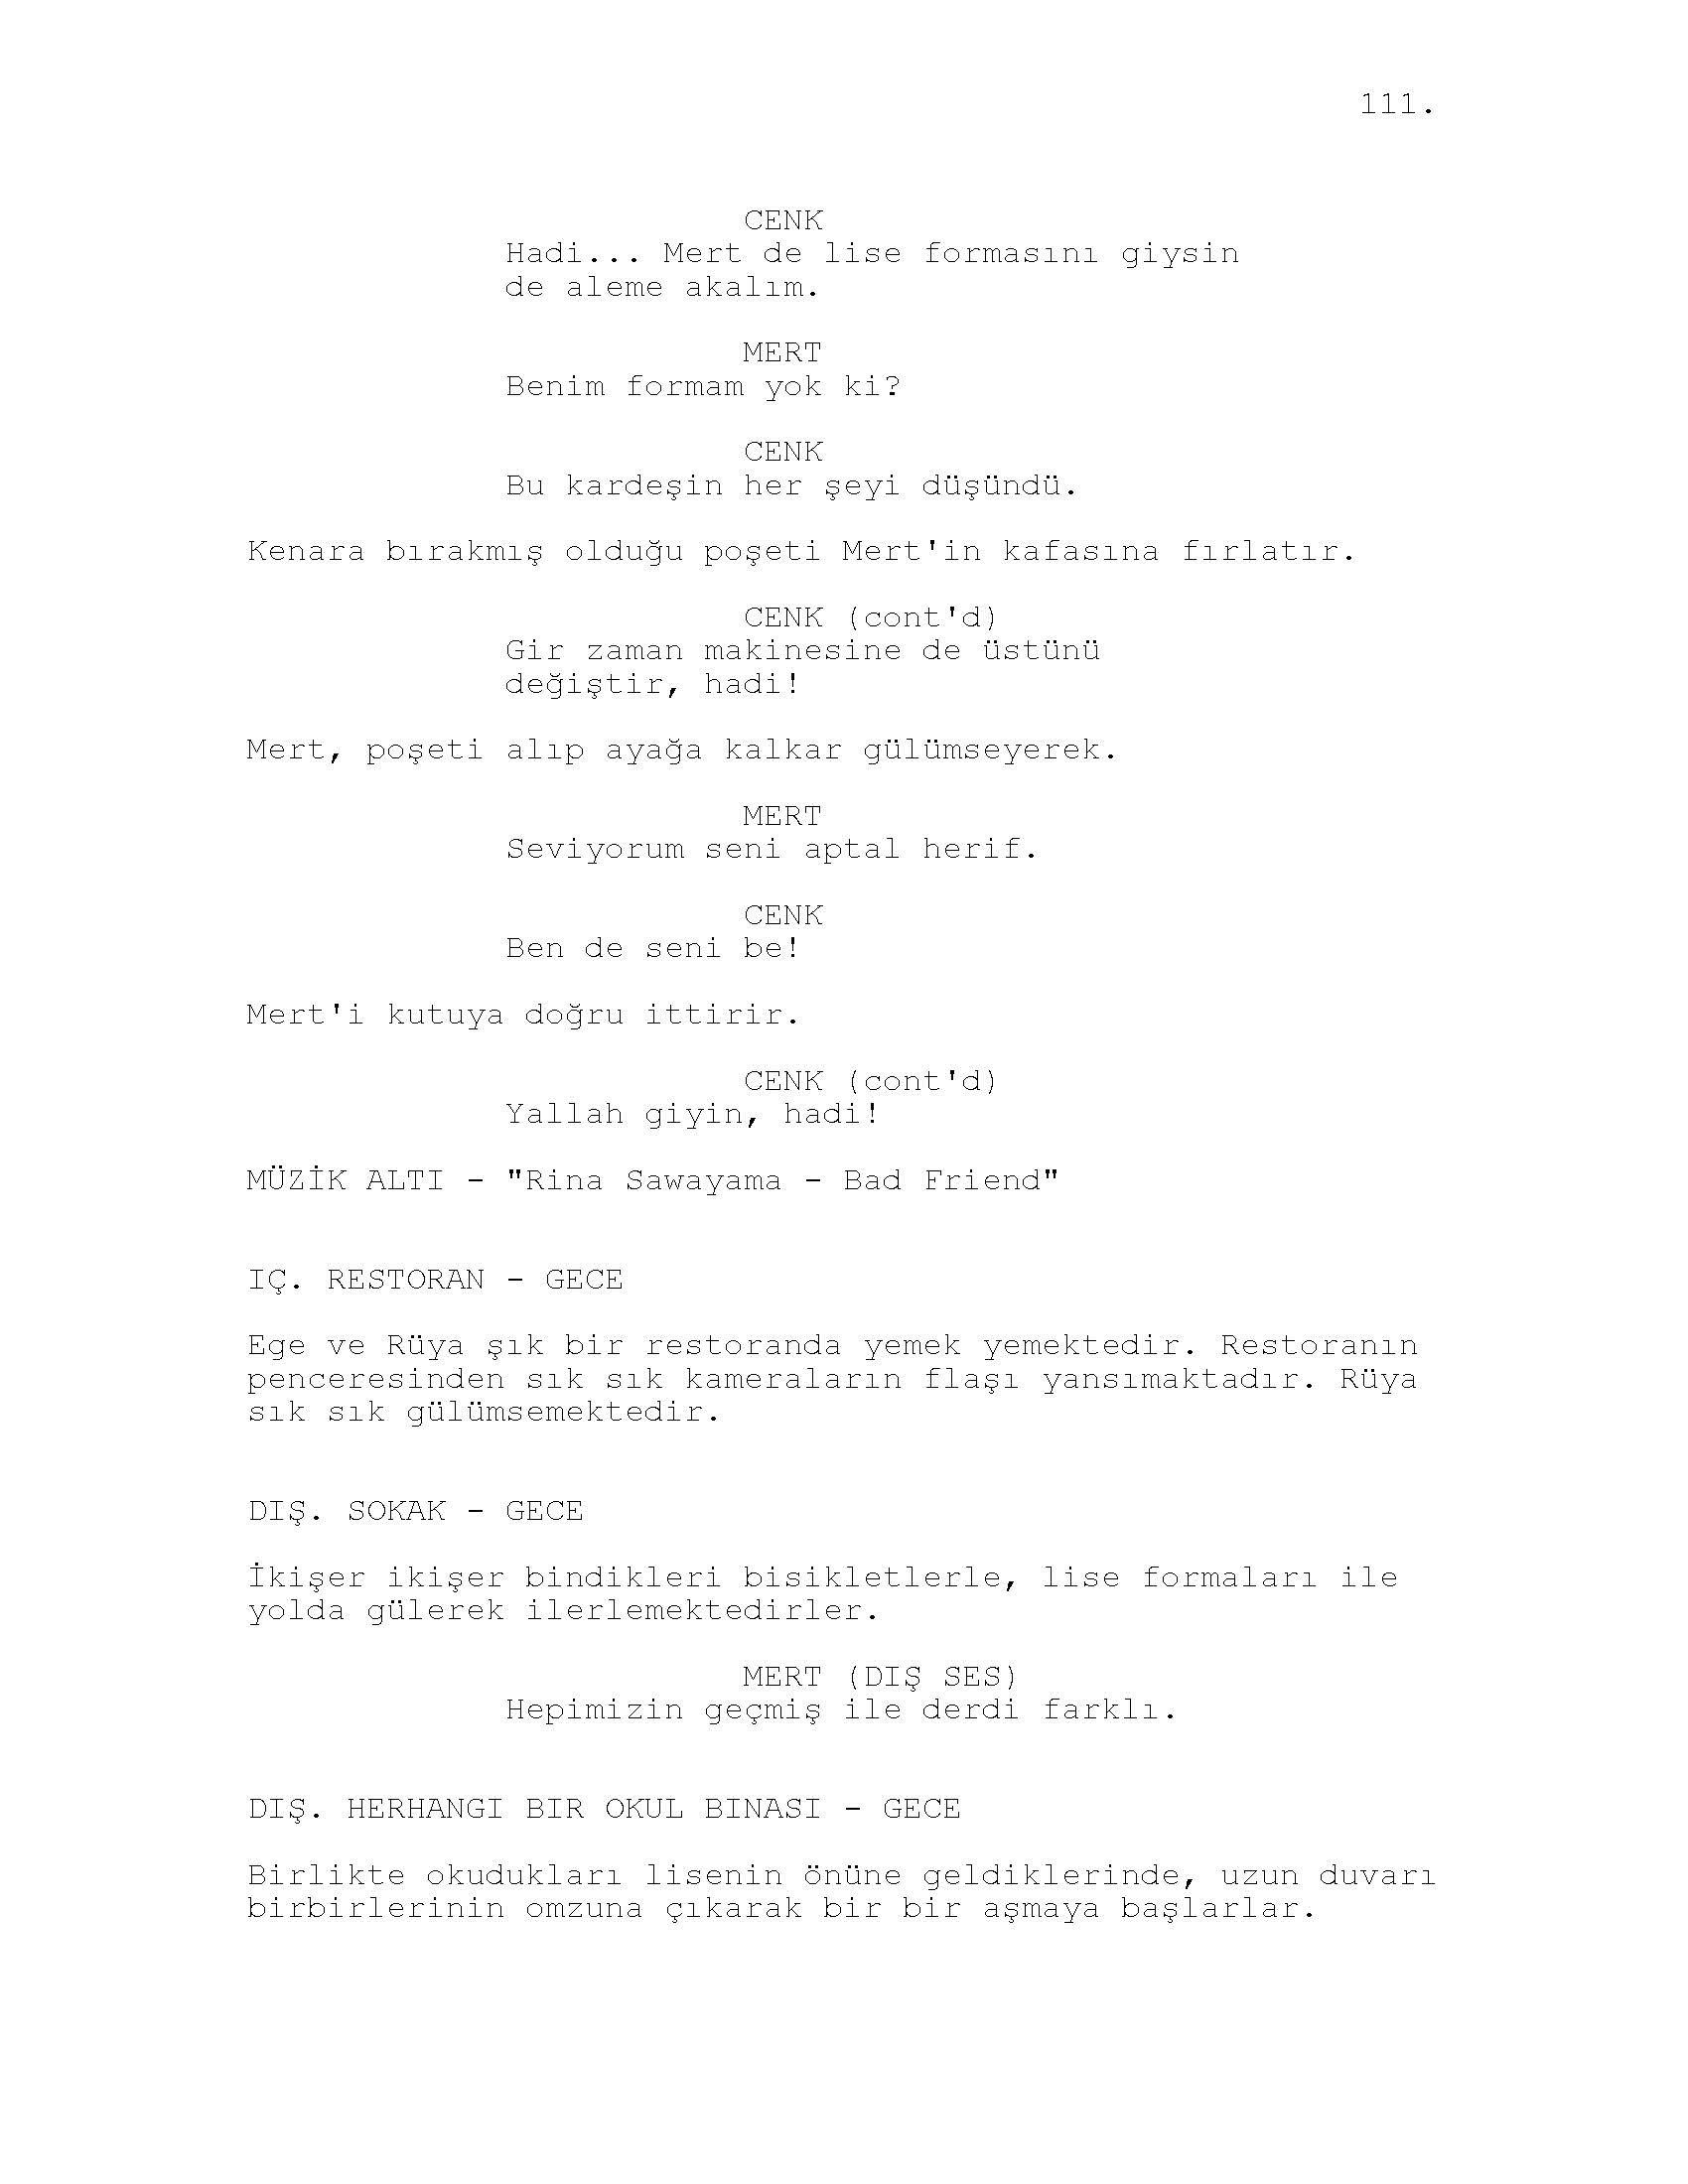 111.
CENK
Hadi... Mert de lise formasını giysin
de aleme akalım.
MERT
Benim formam yok ki?
CENK
Bu kardeşin her şeyi düşündü.
Kenara bırakmış olduğu poşeti Mert'in kafasına fırlatır.
CENK (cont'd)
Gir zaman makinesine de üstünü
değiştir, hadi!
Mert, poşeti alıp ayağa kalkar gülümseyerek.
MERT
Seviyorum seni aptal herif.
CENK
Ben de seni be!
Mert'i kutuya doğru ittirir.
CENK (cont'd)
Yallah giyin, hadi!
MÜZİK ALTI - "Rina Sawayama - Bad Friend"
IÇ. RESTORAN - GECE
Ege ve Rüya şık bir restoranda yemek yemektedir. Restoranın
penceresinden sık sık kameraların flaşı yansımaktadır. Rüya
sık sık gülümsemektedir.
DIŞ. SOKAK - GECE
İkişer ikişer bindikleri bisikletlerle, lise formaları ile
yolda gülerek ilerlemektedirler.
MERT (DIŞ SES)
Hepimizin geçmiş ile derdi farklı.
DIŞ. HERHANGI BIR OKUL BINASI - GECE
Birlikte okudukları lisenin önüne geldiklerinde, uzun duvarı
birbirlerinin omzuna çıkarak bir bir aşmaya başlarlar.